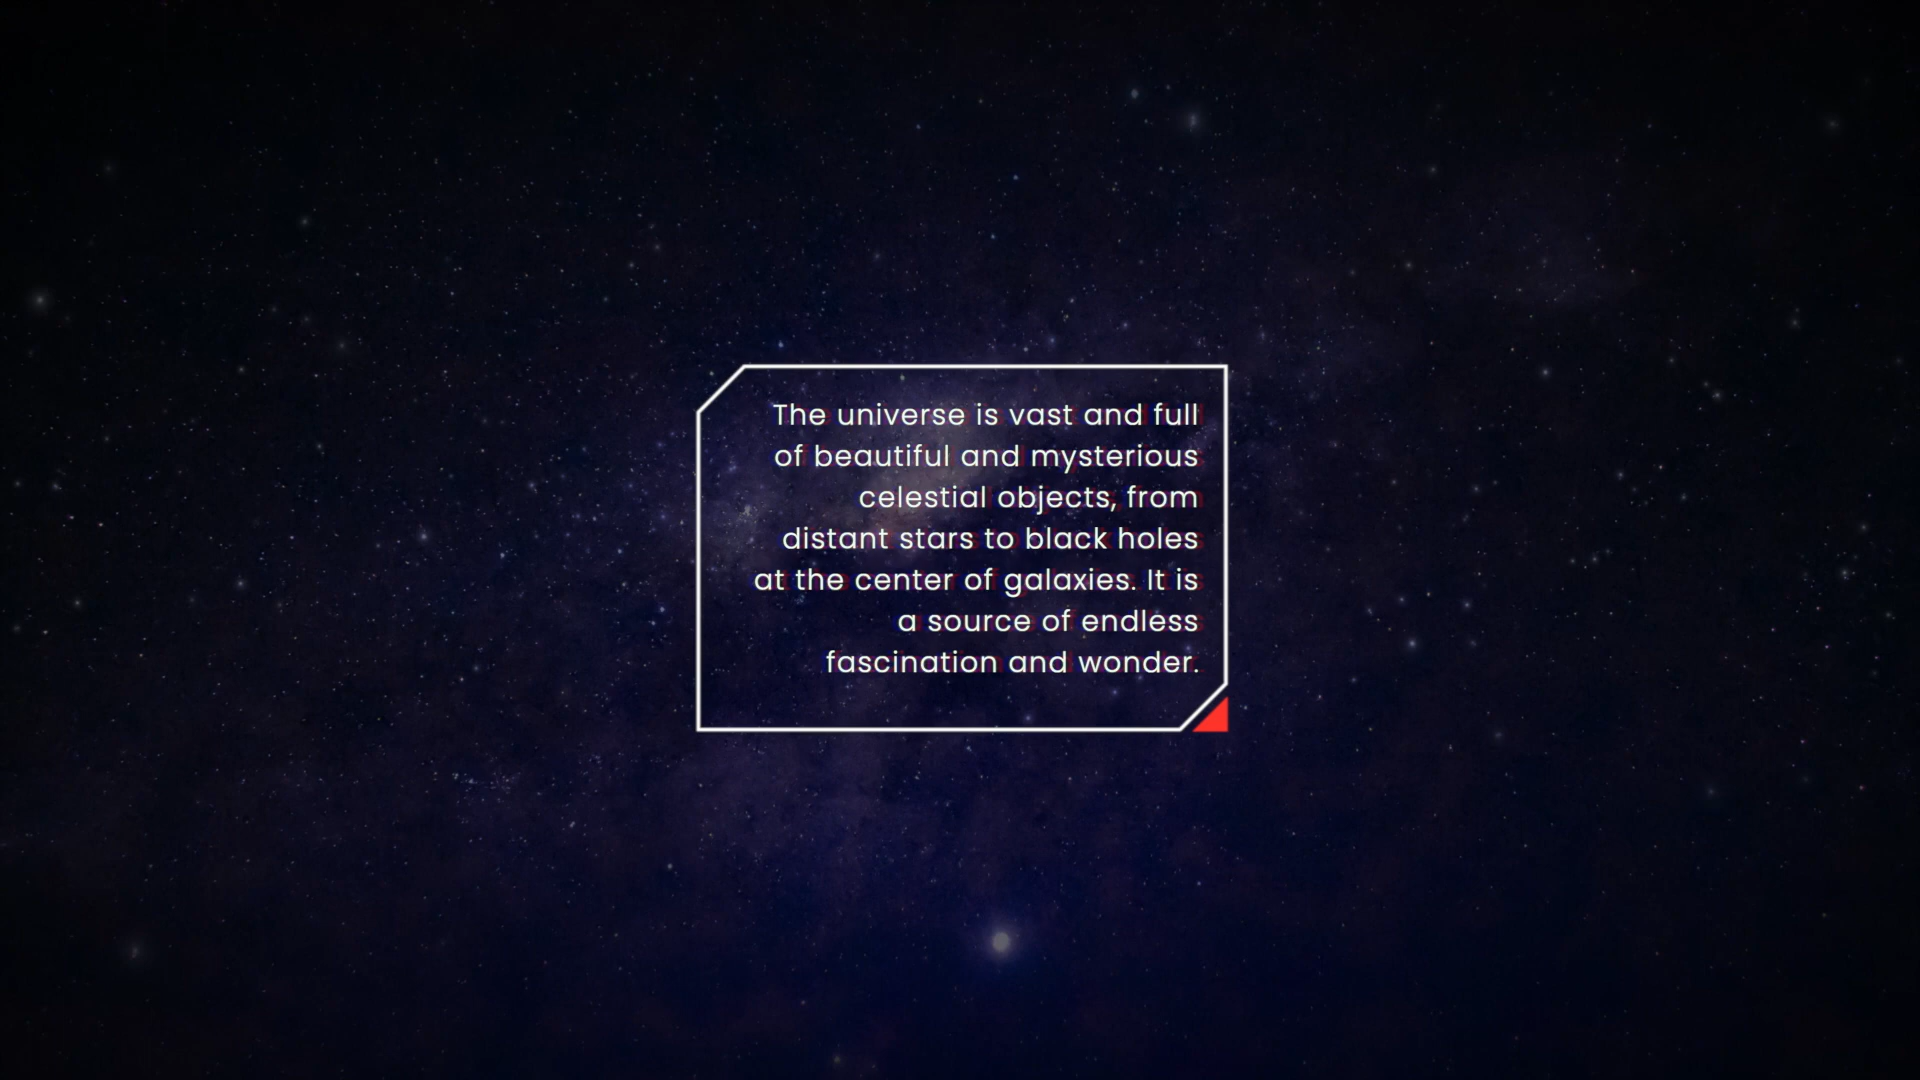 The universe is vast and full
of beautiful and mysterious
celestial objects, from
distant stars to black holes
at the center of galaxies. It is
a source of endless
fascination and wonder.